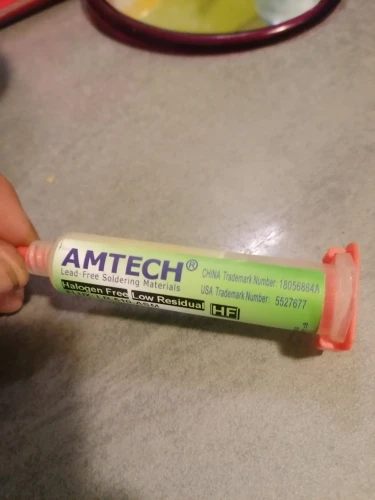 AMTECH®
Lead-Free Soldering Materials
Halogen Free Low Residual
HF
CHINA Trademark Number: 18056864A
USA Trademark Number: 5527677